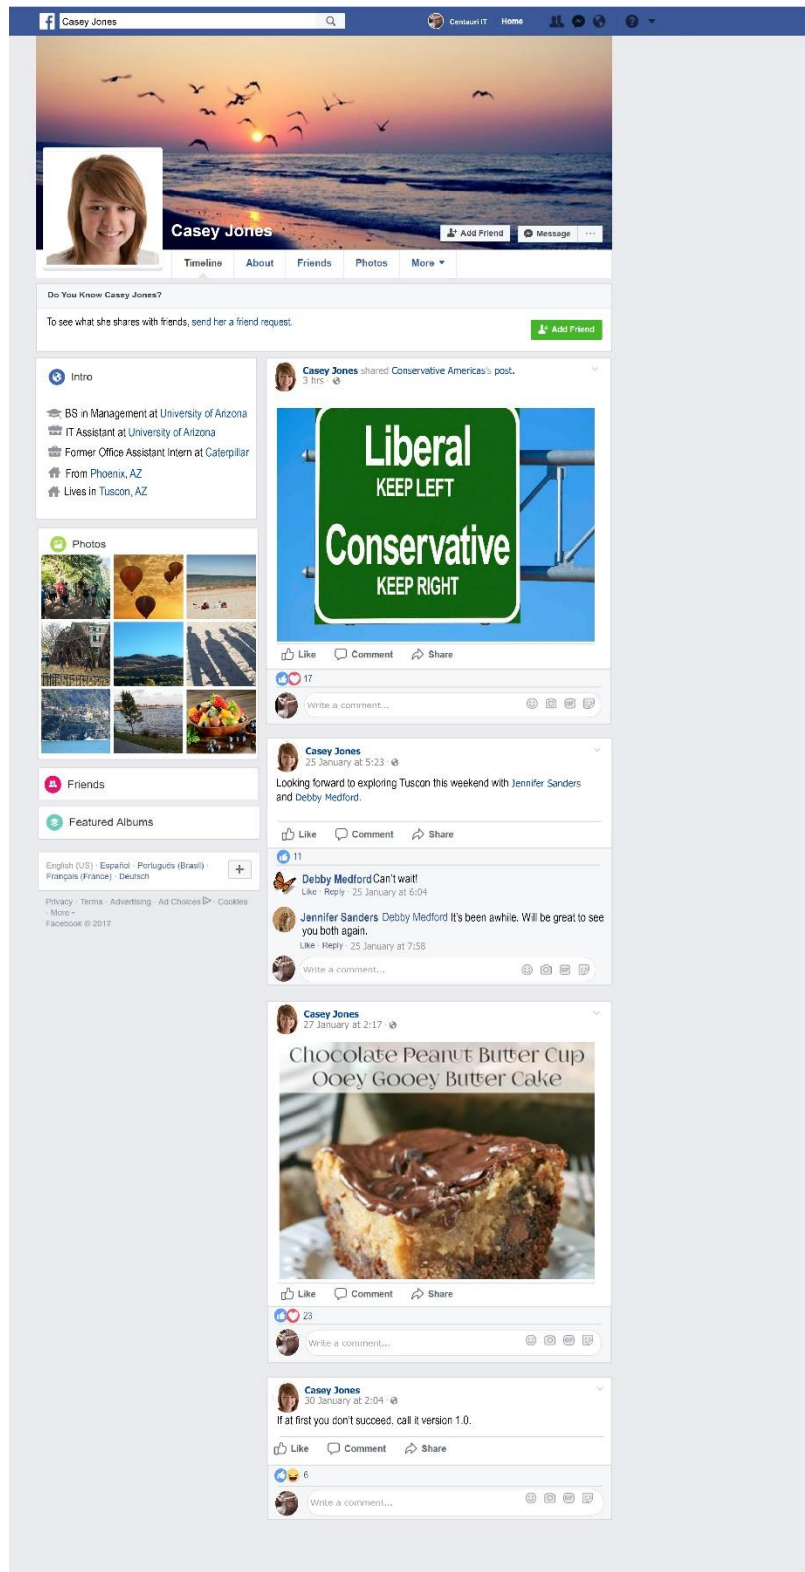 Casey Jones
Centauri IT Home
Casey Jones
Add Friend Message ...
Timeline About Friends Photos More
Do You Know Casey Jones?
To see what she shares with friends, send her a friend request.
Add Friend
Intro
BS in Management at University of Arizona
IT Assistant at University of Arizona
Former Office Assistant Intern at Caterpillar
From Phoenix, AZ
Lives in Tuscon, AZ
Photos
Friends
Featured Albums
English (US) · Español · Português (Brasil) ·
Français (France) · Deutsch
+
Privacy · Terms · Advertising · Ad Choices · Cookies
· More -
Facebook © 2017
Casey Jones shared Conservative Americas's post.
3 hrs ·
Liberal
KEEP LEFT
Conservative
KEEP RIGHT
Like Comment Share
17
Write a comment...
Casey Jones
25 January at 5:23 ·
Looking forward to exploring Tuscon this weekend with Jennifer Sanders
and Debby Medford.
Like Comment Share
11
Debby Medford Can't wait!
Like · Reply · 25 January at 6:04
Jennifer Sanders Debby Medford It's been awhile. Will be great to see
you both again.
Like · Reply · 25 January at 7:58
Write a comment...
Casey Jones
27 January at 2:17 ·
Chocolate Peanut Butter Cup
Ooey Gooey Butter Cake
Like Comment Share
23
Write a comment...
Casey Jones
30 January at 2:04 ·
If at first you don't succeed, call it version 1.0.
Like Comment Share
6
Write a comment...